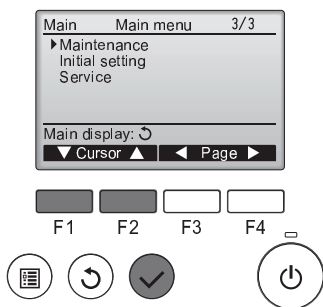 Main Main menu 3/3
Maintenance
Initial setting
Service
Main display:
Cursor Page
F1 F2 F3 F4